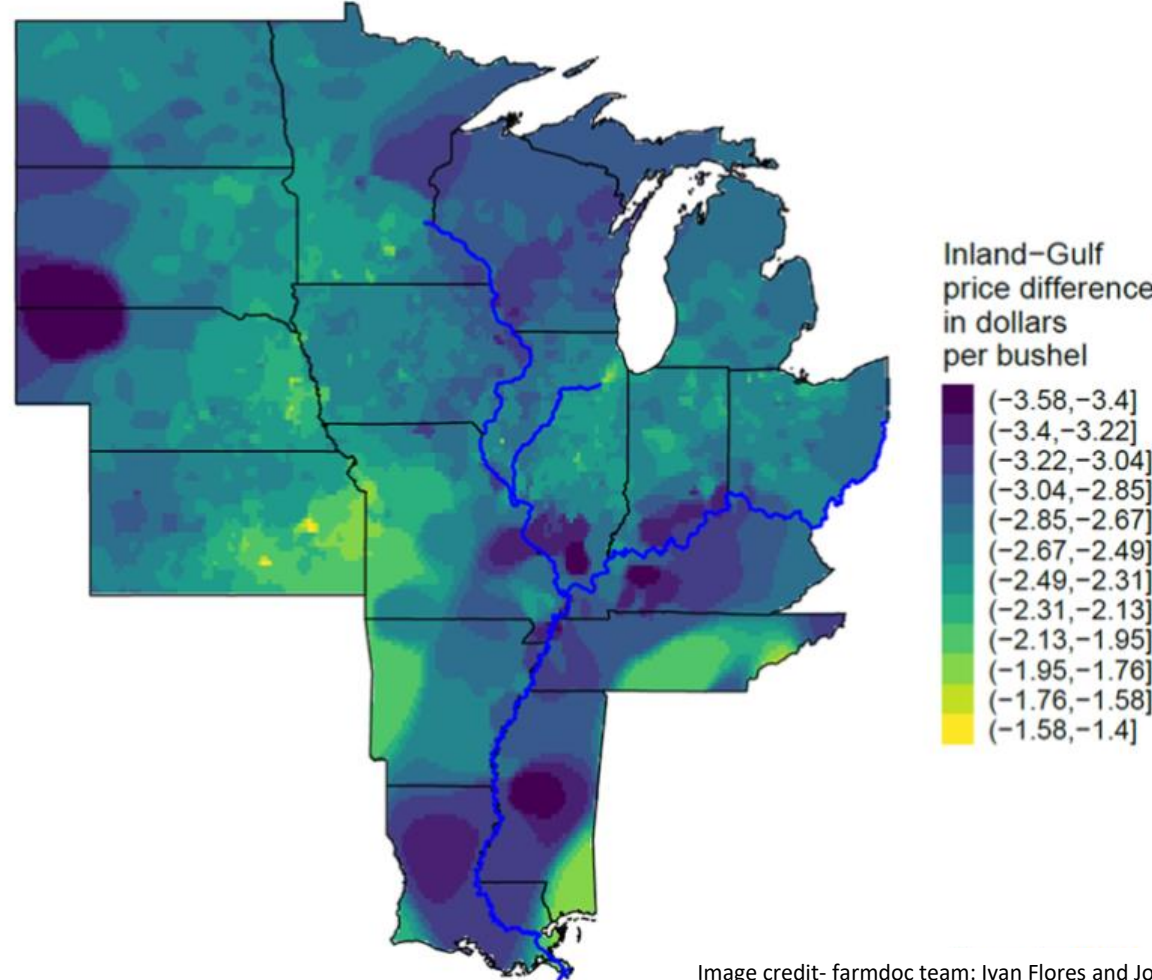 Inland−Gulf
price difference
in dollars
per bushel
(−3.58,−3.4]
(−3.4,−3.22]
(−3.22,−3.04]
(−3.04,−2.85]
(−2.85,−2.67]
(−2.67,−2.49]
(−2.49,−2.31]
(−2.31,−2.13]
(−2.13,−1.95]
(−1.95,−1.76]
(−1.76,−1.58]
(−1.58,−1.4]
Image credit- farmdoc team: Ivan Flores and Jo